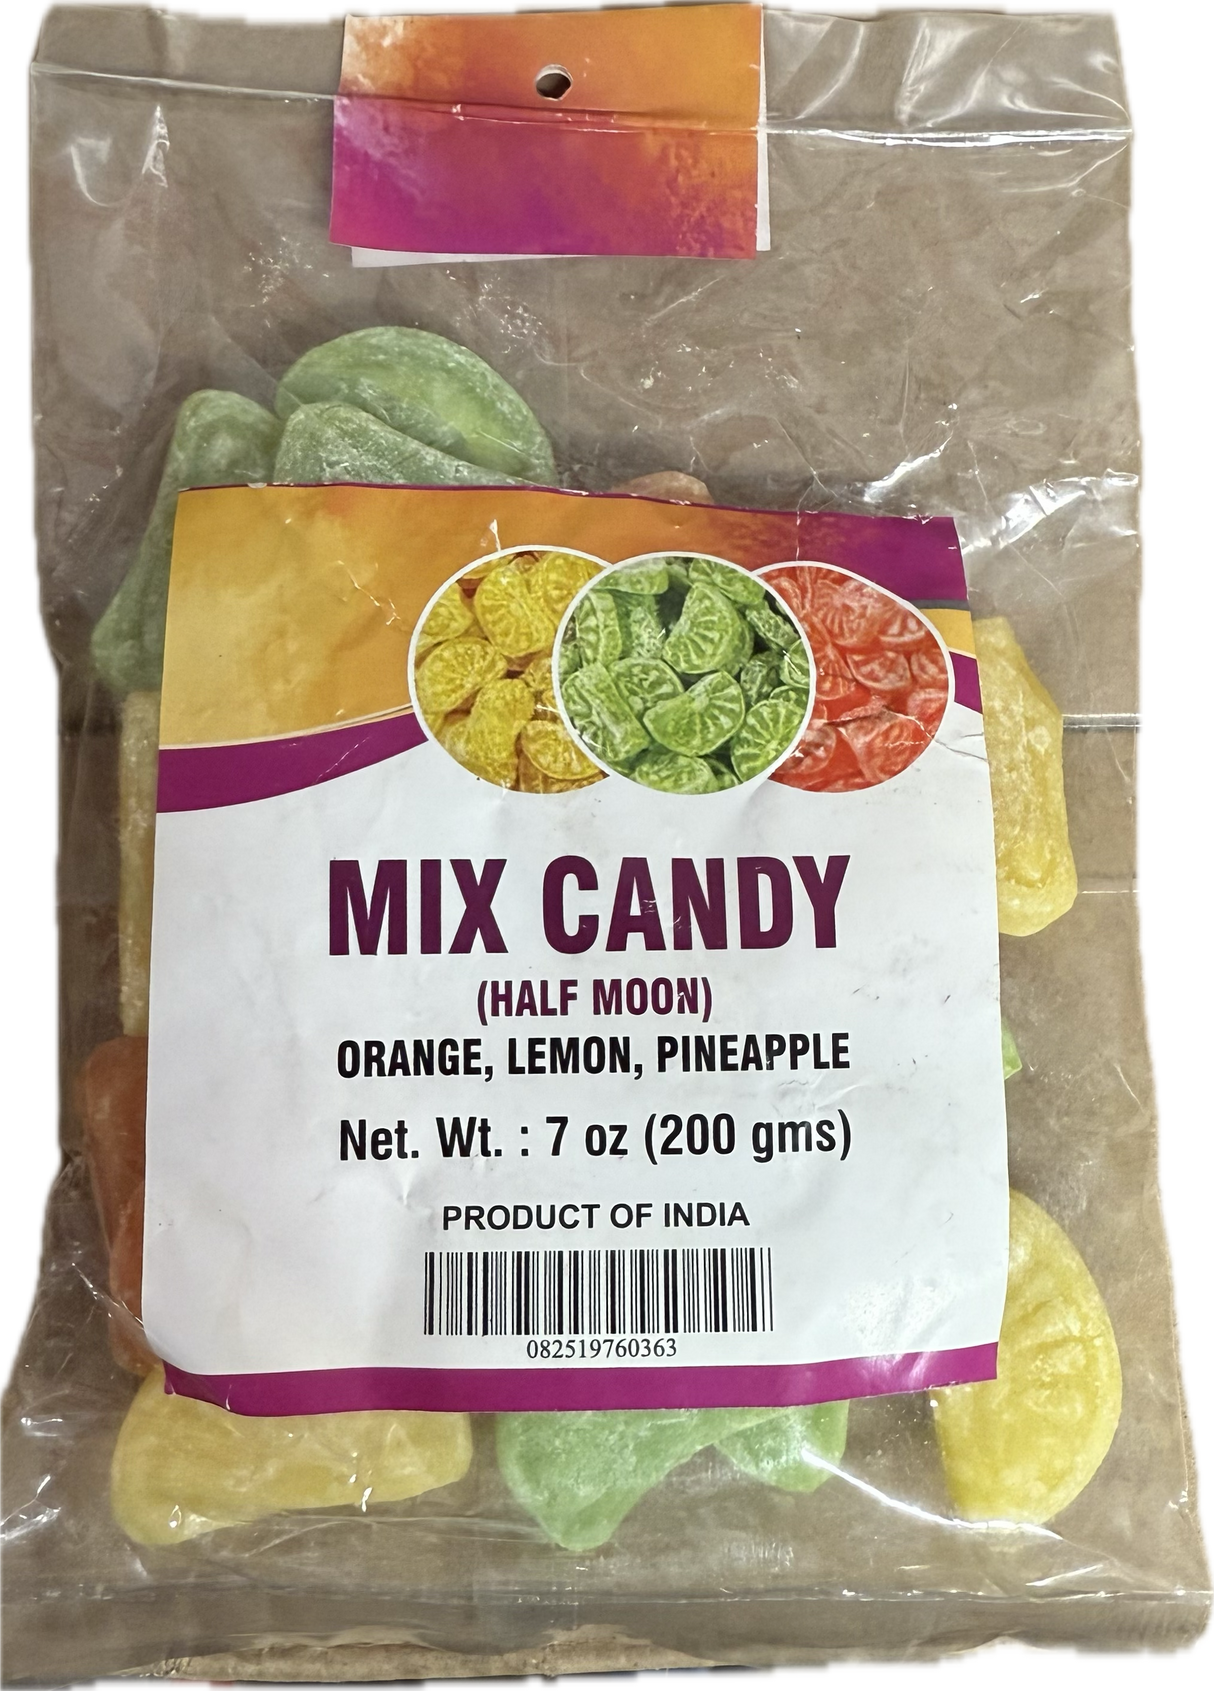 MIX CANDY
(HALF MOON)
ORANGE, LEMON, PINEAPPLE
Net. Wt. : 7 oz (200 gms)
PRODUCT OF INDIA
082519760363